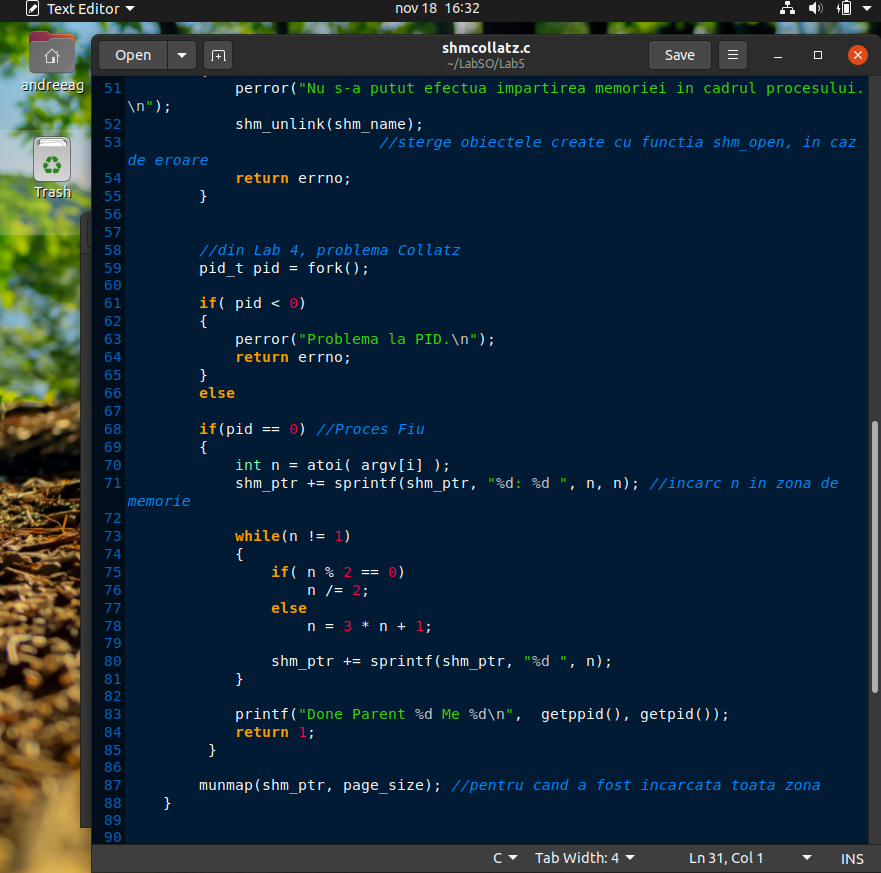 Text Editor
nov 18 16:32
andreeag
Trash
Open
shmcollatz.c
~/LabSO/Lab5
Save
51 perror("Nu s-a putut efectua impartirea memoriei in cadrul procesului.
\n");
52 shm_unlink(shm_name);
53 //sterge obiectele create cu functia shm_open, in caz
de eroare
54 return errno;
55 }
56
57
58 //din Lab 4, problema Collatz
59 pid_t pid = fork();
60
61 if( pid < 0)
62 {
63 perror("Problema la PID.\n");
64 return errno;
65 }
66 else
67
68 if(pid == 0) //Proces Fiu
69 {
70 int n = atoi( argv[i] );
71 shm_ptr += sprintf(shm_ptr, "%d: %d ", n, n); //incarc n in zona de
memorie
72
73 while(n != 1)
74 {
75 if( n % 2 == 0)
76 n /= 2;
77 else
78 n = 3 * n + 1;
79
80 shm_ptr += sprintf(shm_ptr, "%d ", n);
81 }
82
83 printf("Done Parent %d Me %d\n", getppid(), getpid());
84 return 1;
85 }
86
87 munmap(shm_ptr, page_size); //pentru cand a fost incarcata toata zona
88 }
89
90
C Tab Width: 4 Ln 31, Col 1 INS